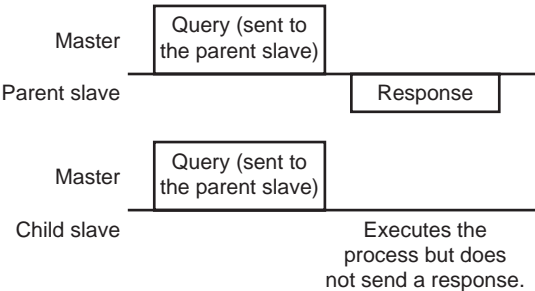 Query (sent to
the parent slave)
Master
Parent slave
Response
Query (sent to
the parent slave)
Master
Child slave
Executes the
process but does
not send a response.